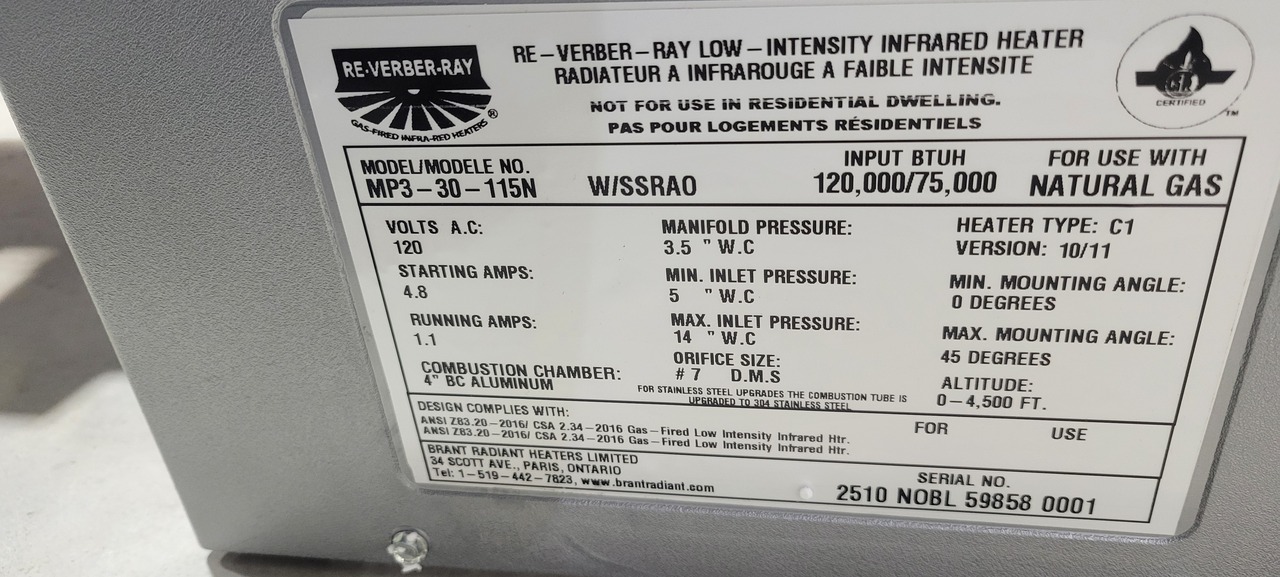 RE-VERBER-RAY
GAS-FIRED INFRA-RED HEATERS ®
RE-VERBER-RAY LOW-INTENSITY INFRARED HEATER
RADIATEUR A INFRAROUGE A FAIBLE INTENSITE
NOT FOR USE IN RESIDENTIAL DWELLING.
PAS POUR LOGEMENTS RÉSIDENTIELS
GR
CERTIFIED
TM
MODEL/MODELE NO.
MP3-30-115N W/SSRAO
INPUT BTUH
120,000/75,000
FOR USE WITH
NATURAL GAS
VOLTS A.C:
120
STARTING AMPS:
4.8
RUNNING AMPS:
1.1
COMBUSTION CHAMBER:
4" BC ALUMINUM
MANIFOLD PRESSURE:
3.5 " W.C
MIN. INLET PRESSURE:
5 " W.C
MAX. INLET PRESSURE:
14 " W.C
ORIFICE SIZE:
# 7 D.M.S
FOR STAINLESS STEEL UPGRADES THE COMBUSTION TUBE IS
UPGRADED TO 304 STAINLESS STEEL
HEATER TYPE: C1
VERSION: 10/11
MIN. MOUNTING ANGLE:
0 DEGREES
MAX. MOUNTING ANGLE:
45 DEGREES
ALTITUDE:
0-4,500 FT.
DESIGN COMPLIES WITH:
ANSI Z83.20-2016/ CSA 2.34-2016 Gas-Fired Low Intensity Infrared Htr.
ANSI Z83.20-2016/ CSA 2.34-2016 Gas-Fired Low Intensity Infrared Htr.
FOR USE
BRANT RADIANT HEATERS LIMITED
34 SCOTT AVE., PARIS, ONTARIO
Tel: 1-519-442-7823, www.brantradiant.com
SERIAL NO.
2510 NOBL 59858 0001